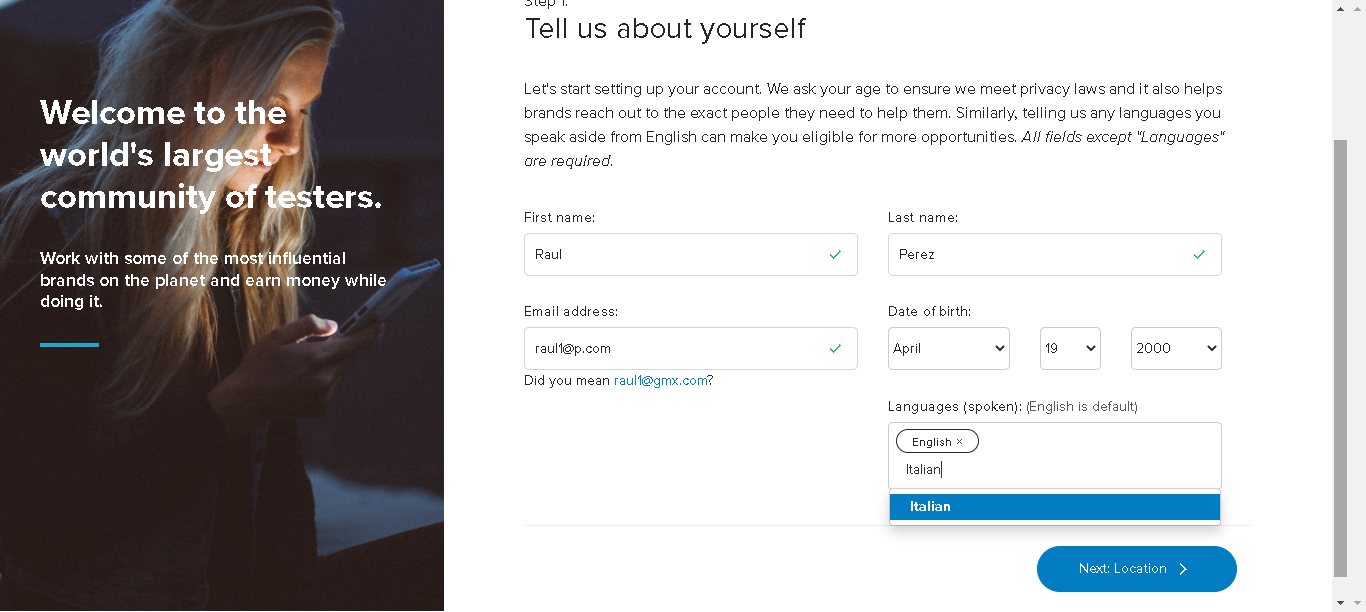 Welcome to the
world's largest
community of testers.
Work with some of the most influential
brands on the planet and earn money while
doing it.
Step 1:
Tell us about yourself
Let's start setting up your account. We ask your age to ensure we meet privacy laws and it also helps
brands reach out to the exact people they need to help them. Similarly, telling us any languages you
speak aside from English can make you eligible for more opportunities. All fields except "Languages"
are required.
First name:
Last name:
Raul
Perez
Email address:
Date of birth:
raul1@p.com
April
19
2000
Did you mean raul1@gmx.com?
Languages (spoken): (English is default)
English ×
Italian
Italian
Next: Location